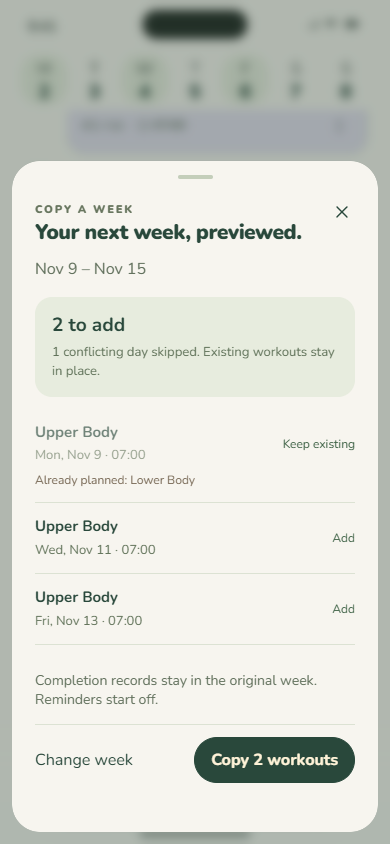 COPY A WEEK
Your next week, previewed.
Nov 9 – Nov 15
2 to add
1 conflicting day skipped. Existing workouts stay
in place.
Upper Body
Mon, Nov 9 · 07:00
Keep existing
Already planned: Lower Body
Upper Body
Wed, Nov 11 · 07:00
Add
Upper Body
Fri, Nov 13 · 07:00
Add
Completion records stay in the original week.
Reminders start off.
Change week
Copy 2 workouts